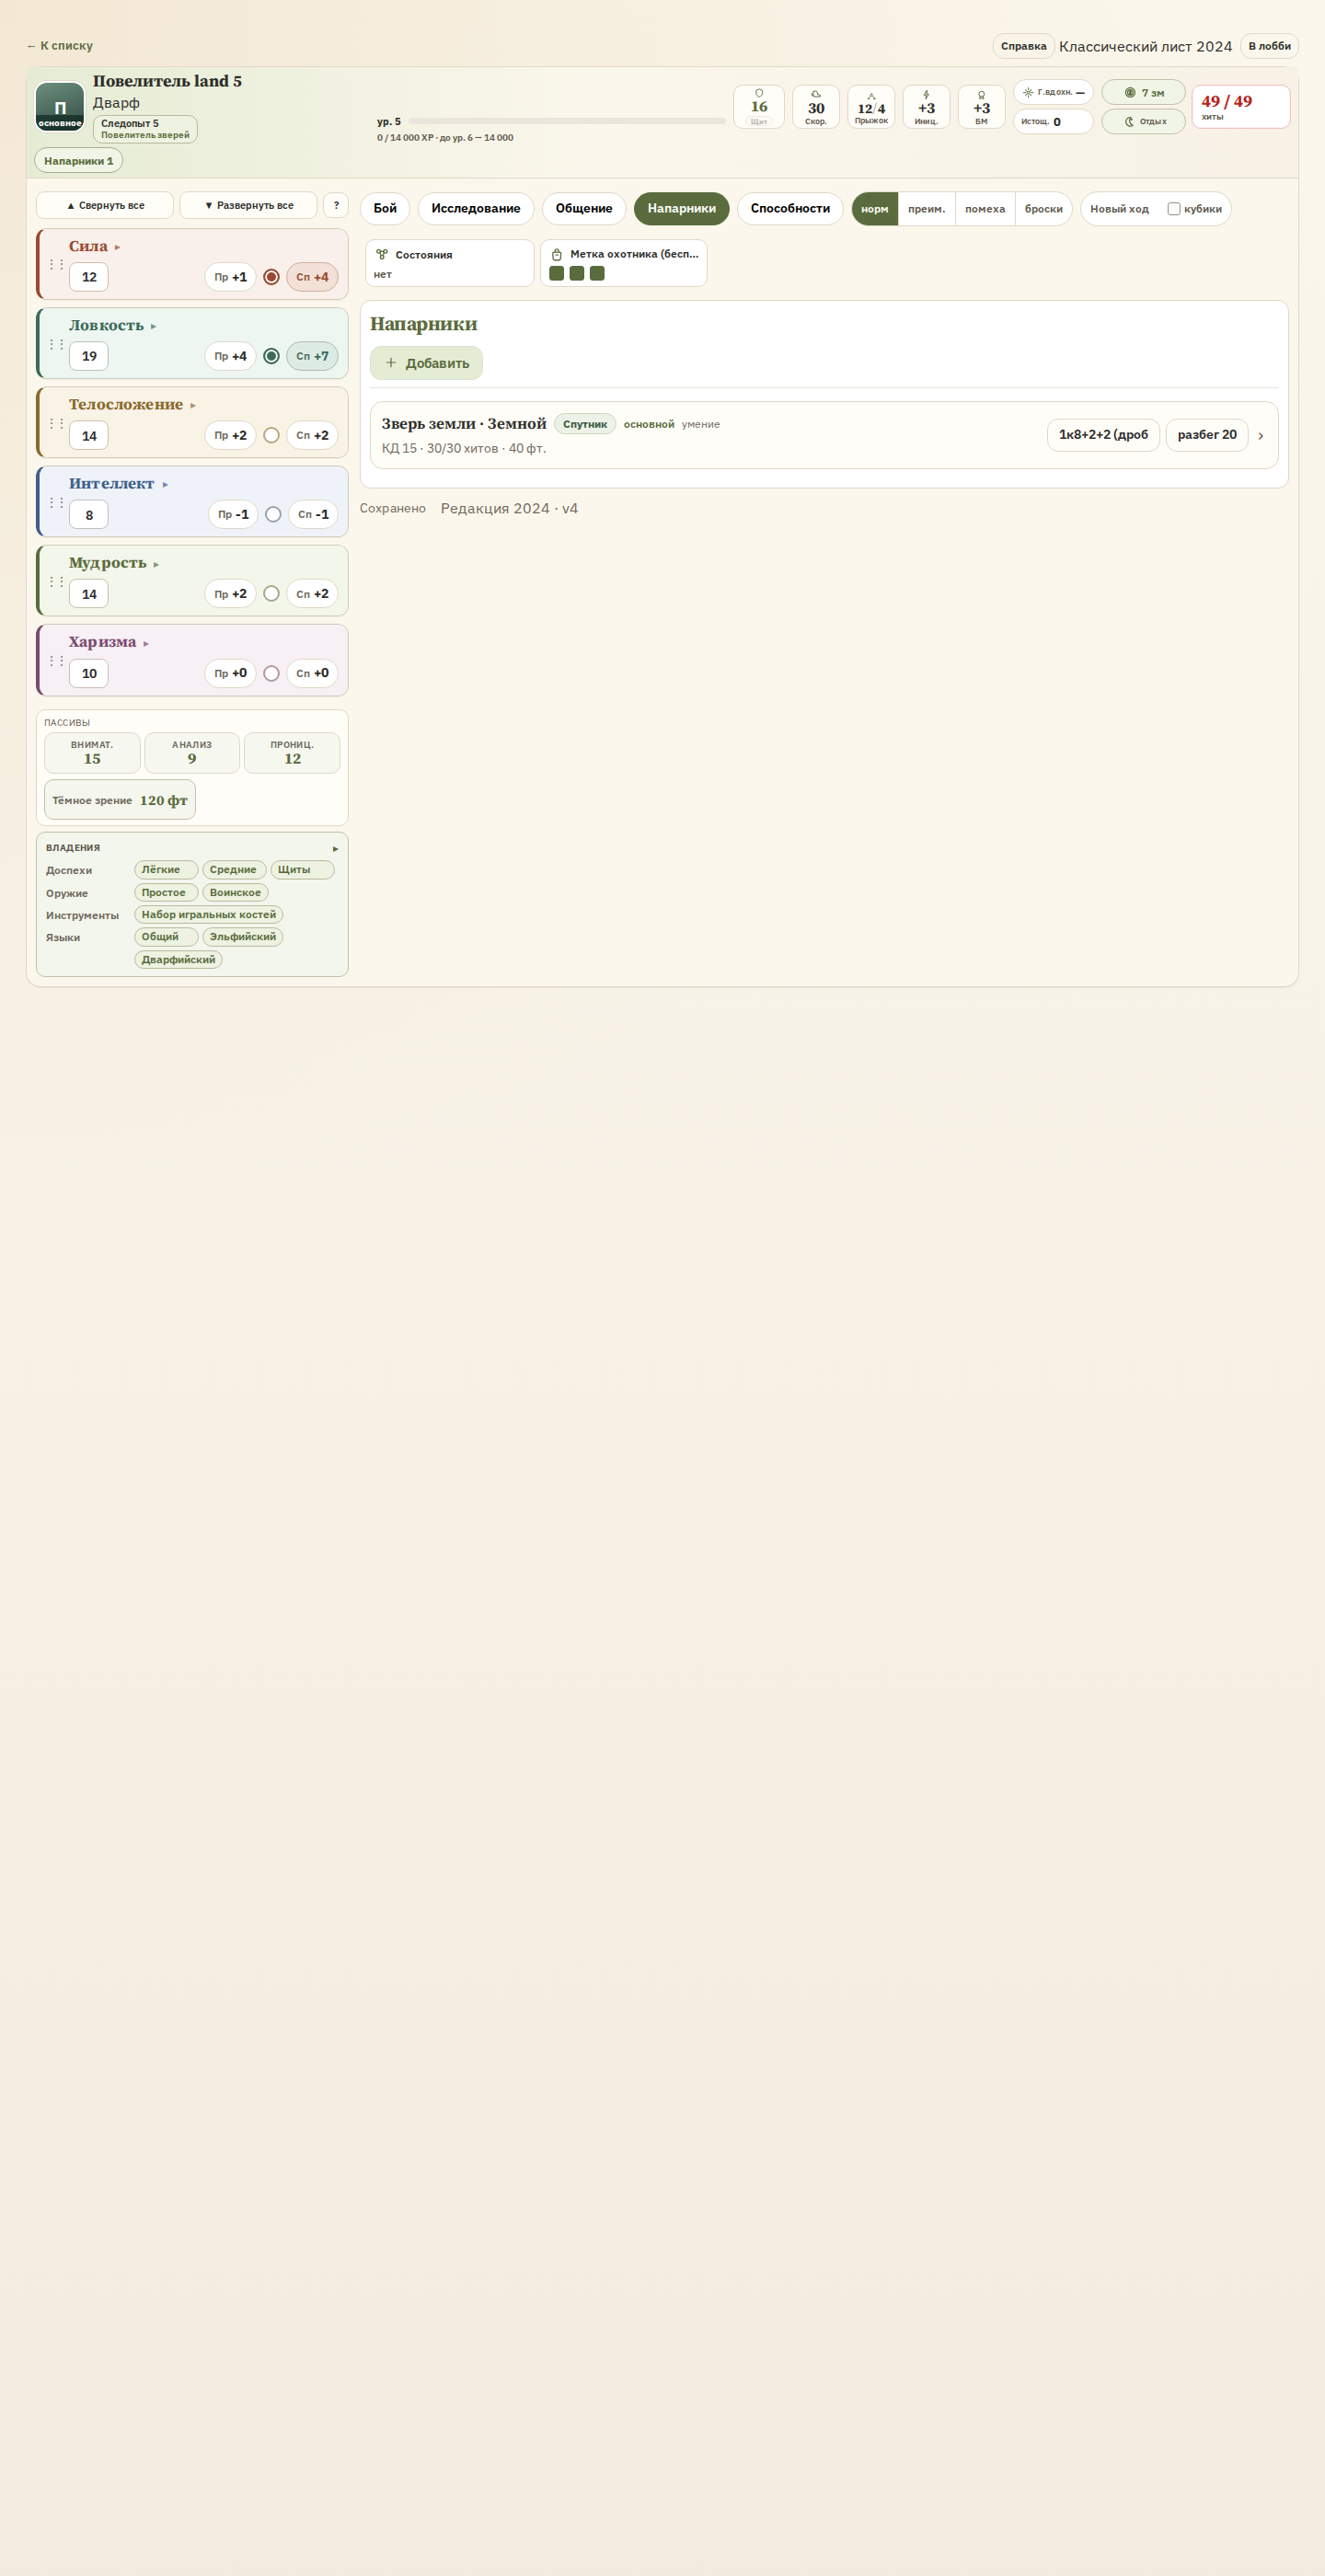 ← К списку
Справка Классический лист 2024 В лобби
П
основное
Повелитель land 5
Дварф
Следопыт 5
Повелитель зверей
Напарники 1
ур. 5
0 / 14 000 XP · до ур. 6 — 14 000
16
Щит
30
Скор.
12/4
Прыжок
+3
Иниц.
+3
БМ
Г.вдохн. —
Истощ. 0
7 зм
Отдых
49 / 49
хиты
▲ Свернуть все ▼ Развернуть все ?
Сила ▸
12 Пр +1 Сп +4
Ловкость ▸
19 Пр +4 Сп +7
Телосложение ▸
14 Пр +2 Сп +2
Интеллект ▸
8 Пр -1 Сп -1
Мудрость ▸
14 Пр +2 Сп +2
Харизма ▸
10 Пр +0 Сп +0
ПАССИВЫ
ВНИМАТ. АНАЛИЗ ПРОНИЦ.
15 9 12
Тёмное зрение 120 фт
ВЛАДЕНИЯ ▸
Доспехи Лёгкие Средние Щиты
Оружие Простое Воинское
Инструменты Набор игральных костей
Языки Общий Эльфийский
Дварфийский
Бой Исследование Общение Напарники Способности норм преим. помеха броски Новый ход кубики
Состояния
нет
Метка охотника (бесп...
Напарники
+ Добавить
Зверь земли · Земной Спутник основной умение
КД 15 · 30/30 хитов · 40 фт.
1к8+2+2 (дроб разбег 20 ›
Сохранено Редакция 2024 · v4